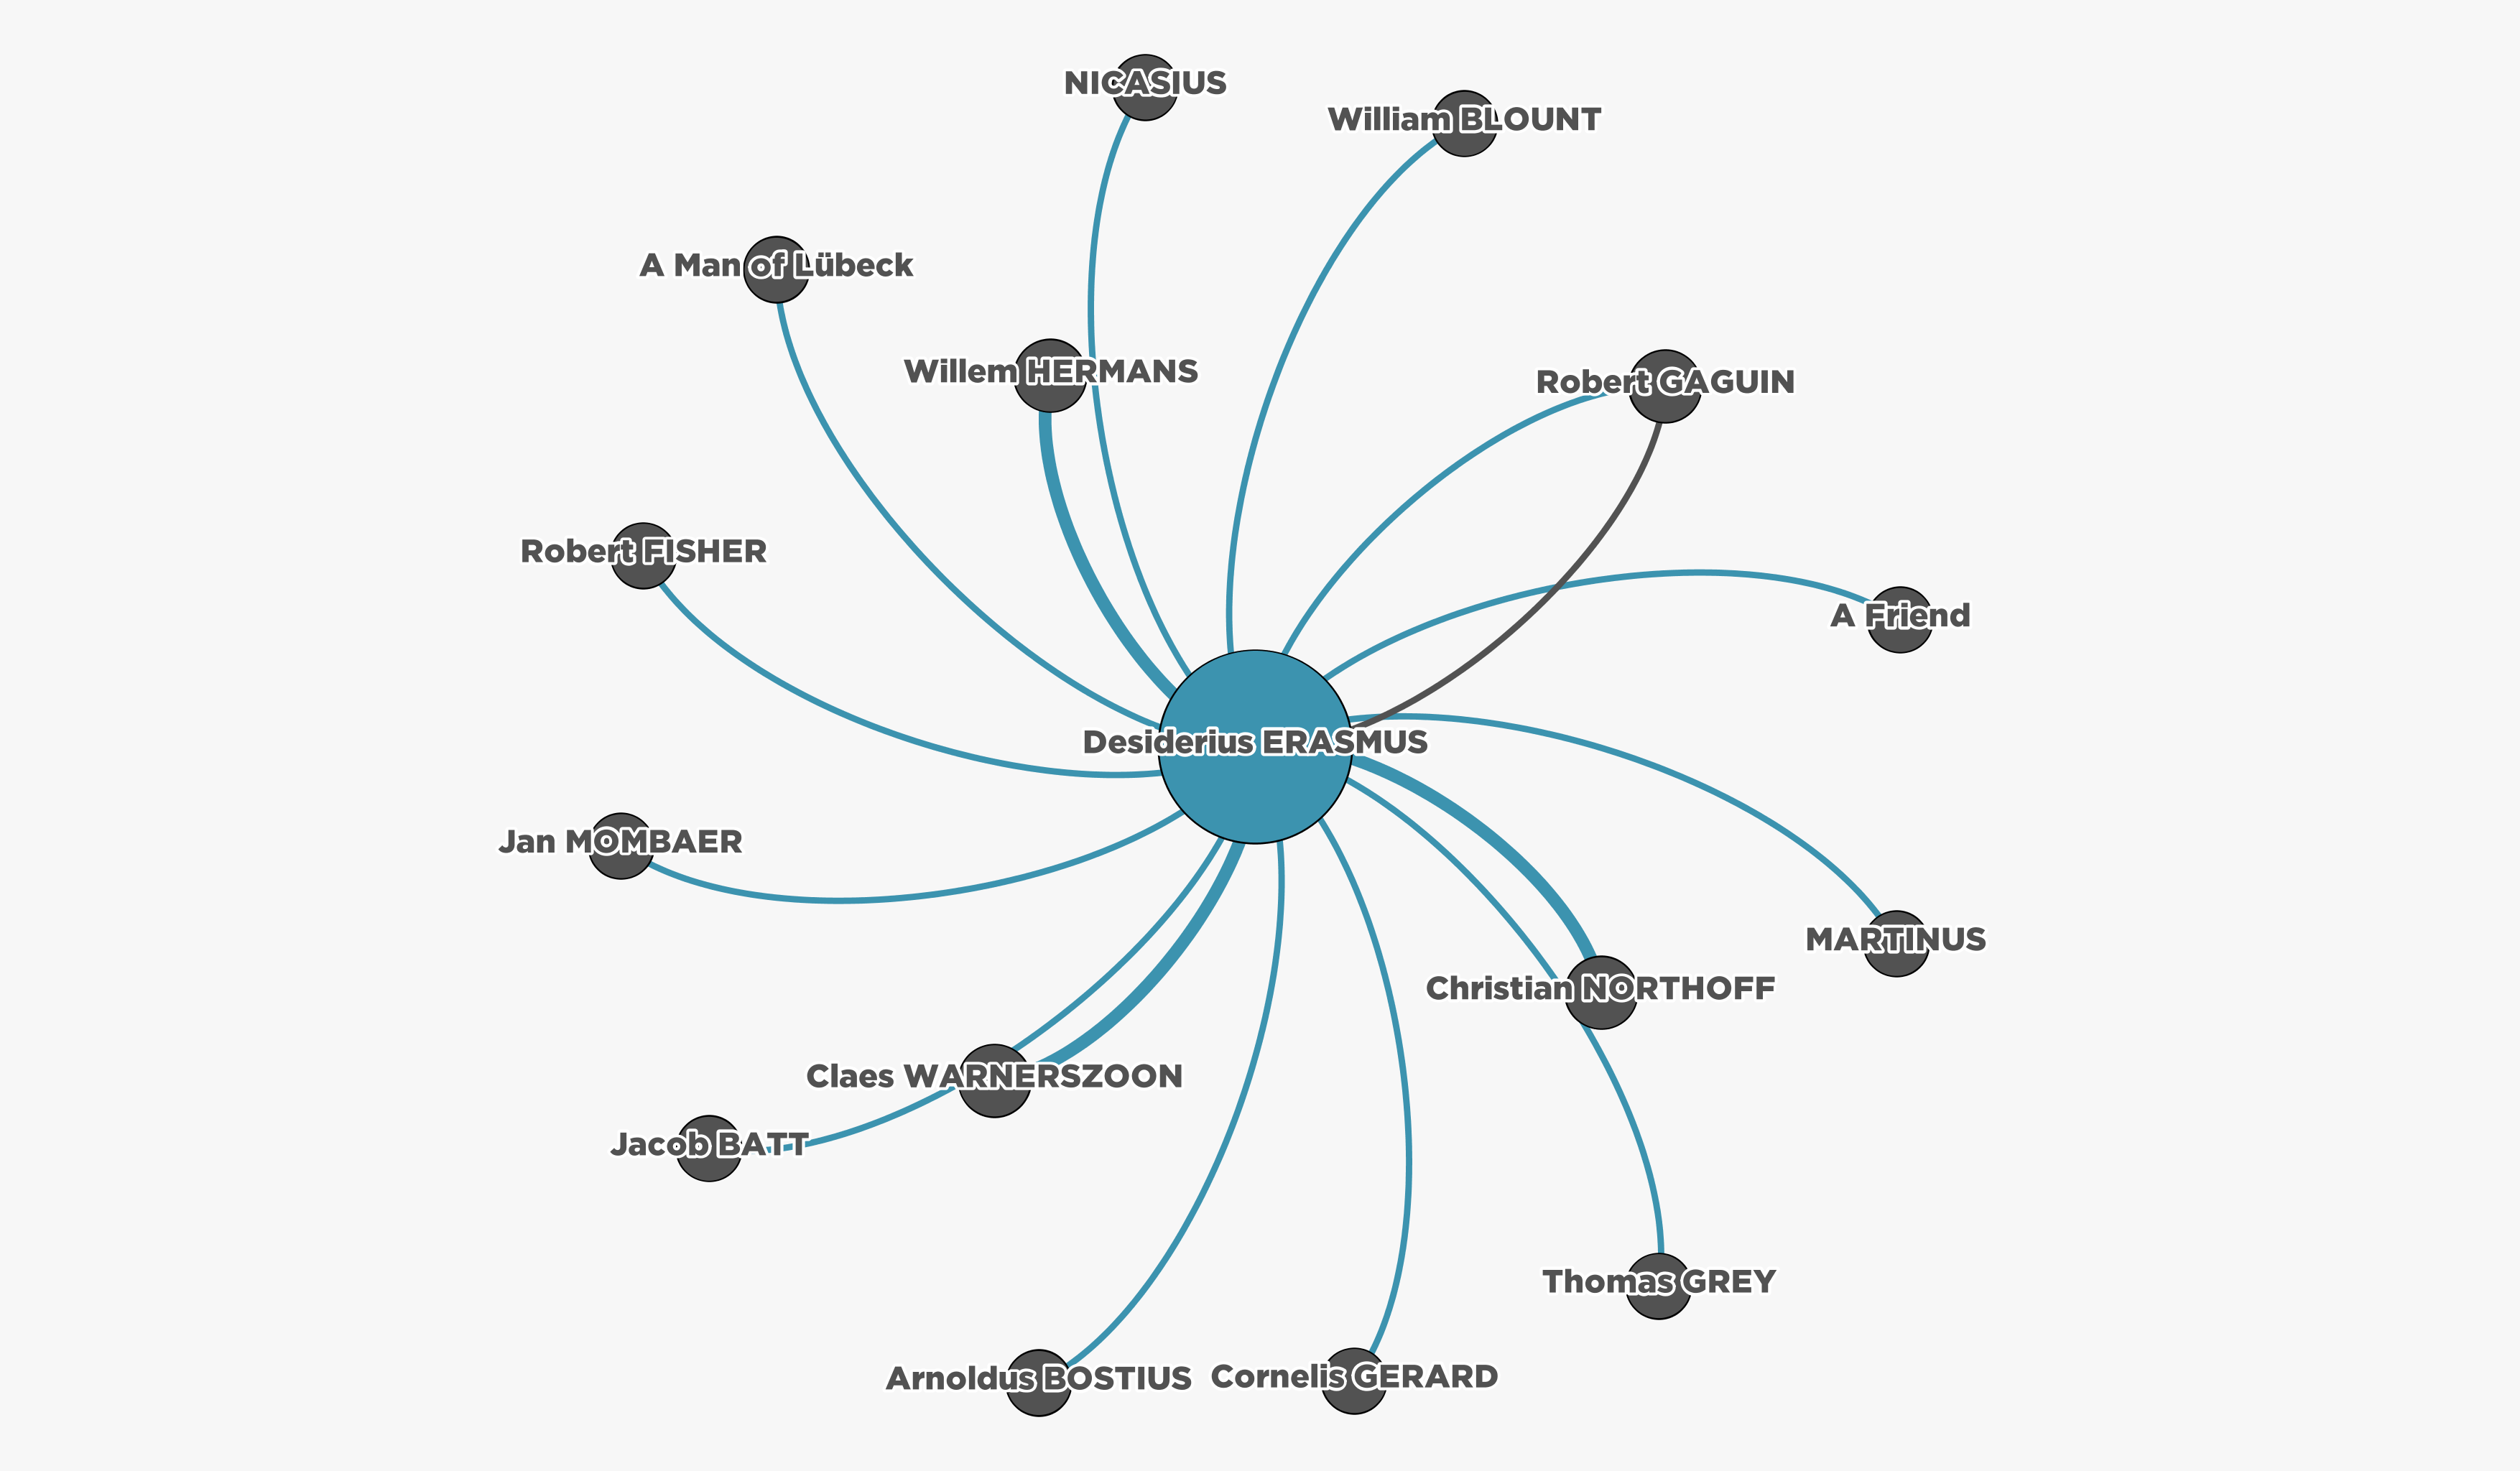 NICASIUS
William BLOUNT
A Man of Lübeck
Willem HERMANS
Robert GAGUIN
Robert FISHER
A Friend
Desiderius ERASMUS
Jan MOMBAER
MARTINUS
Christian NORTHOFF
Claes WARNERSZOON
Jacob BATT
Thomas GREY
Arnoldus BOSTIUS
Cornelis GERARD